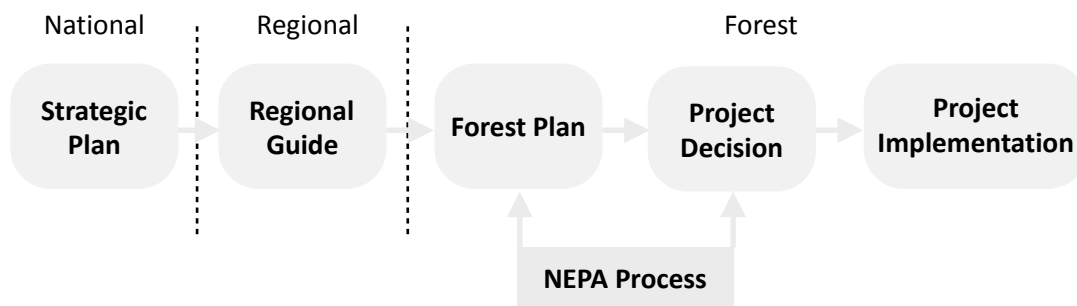 National
Regional
Forest
Strategic
Plan
Regional
Guide
Forest Plan
Project
Decision
Project
Implementation
NEPA Process